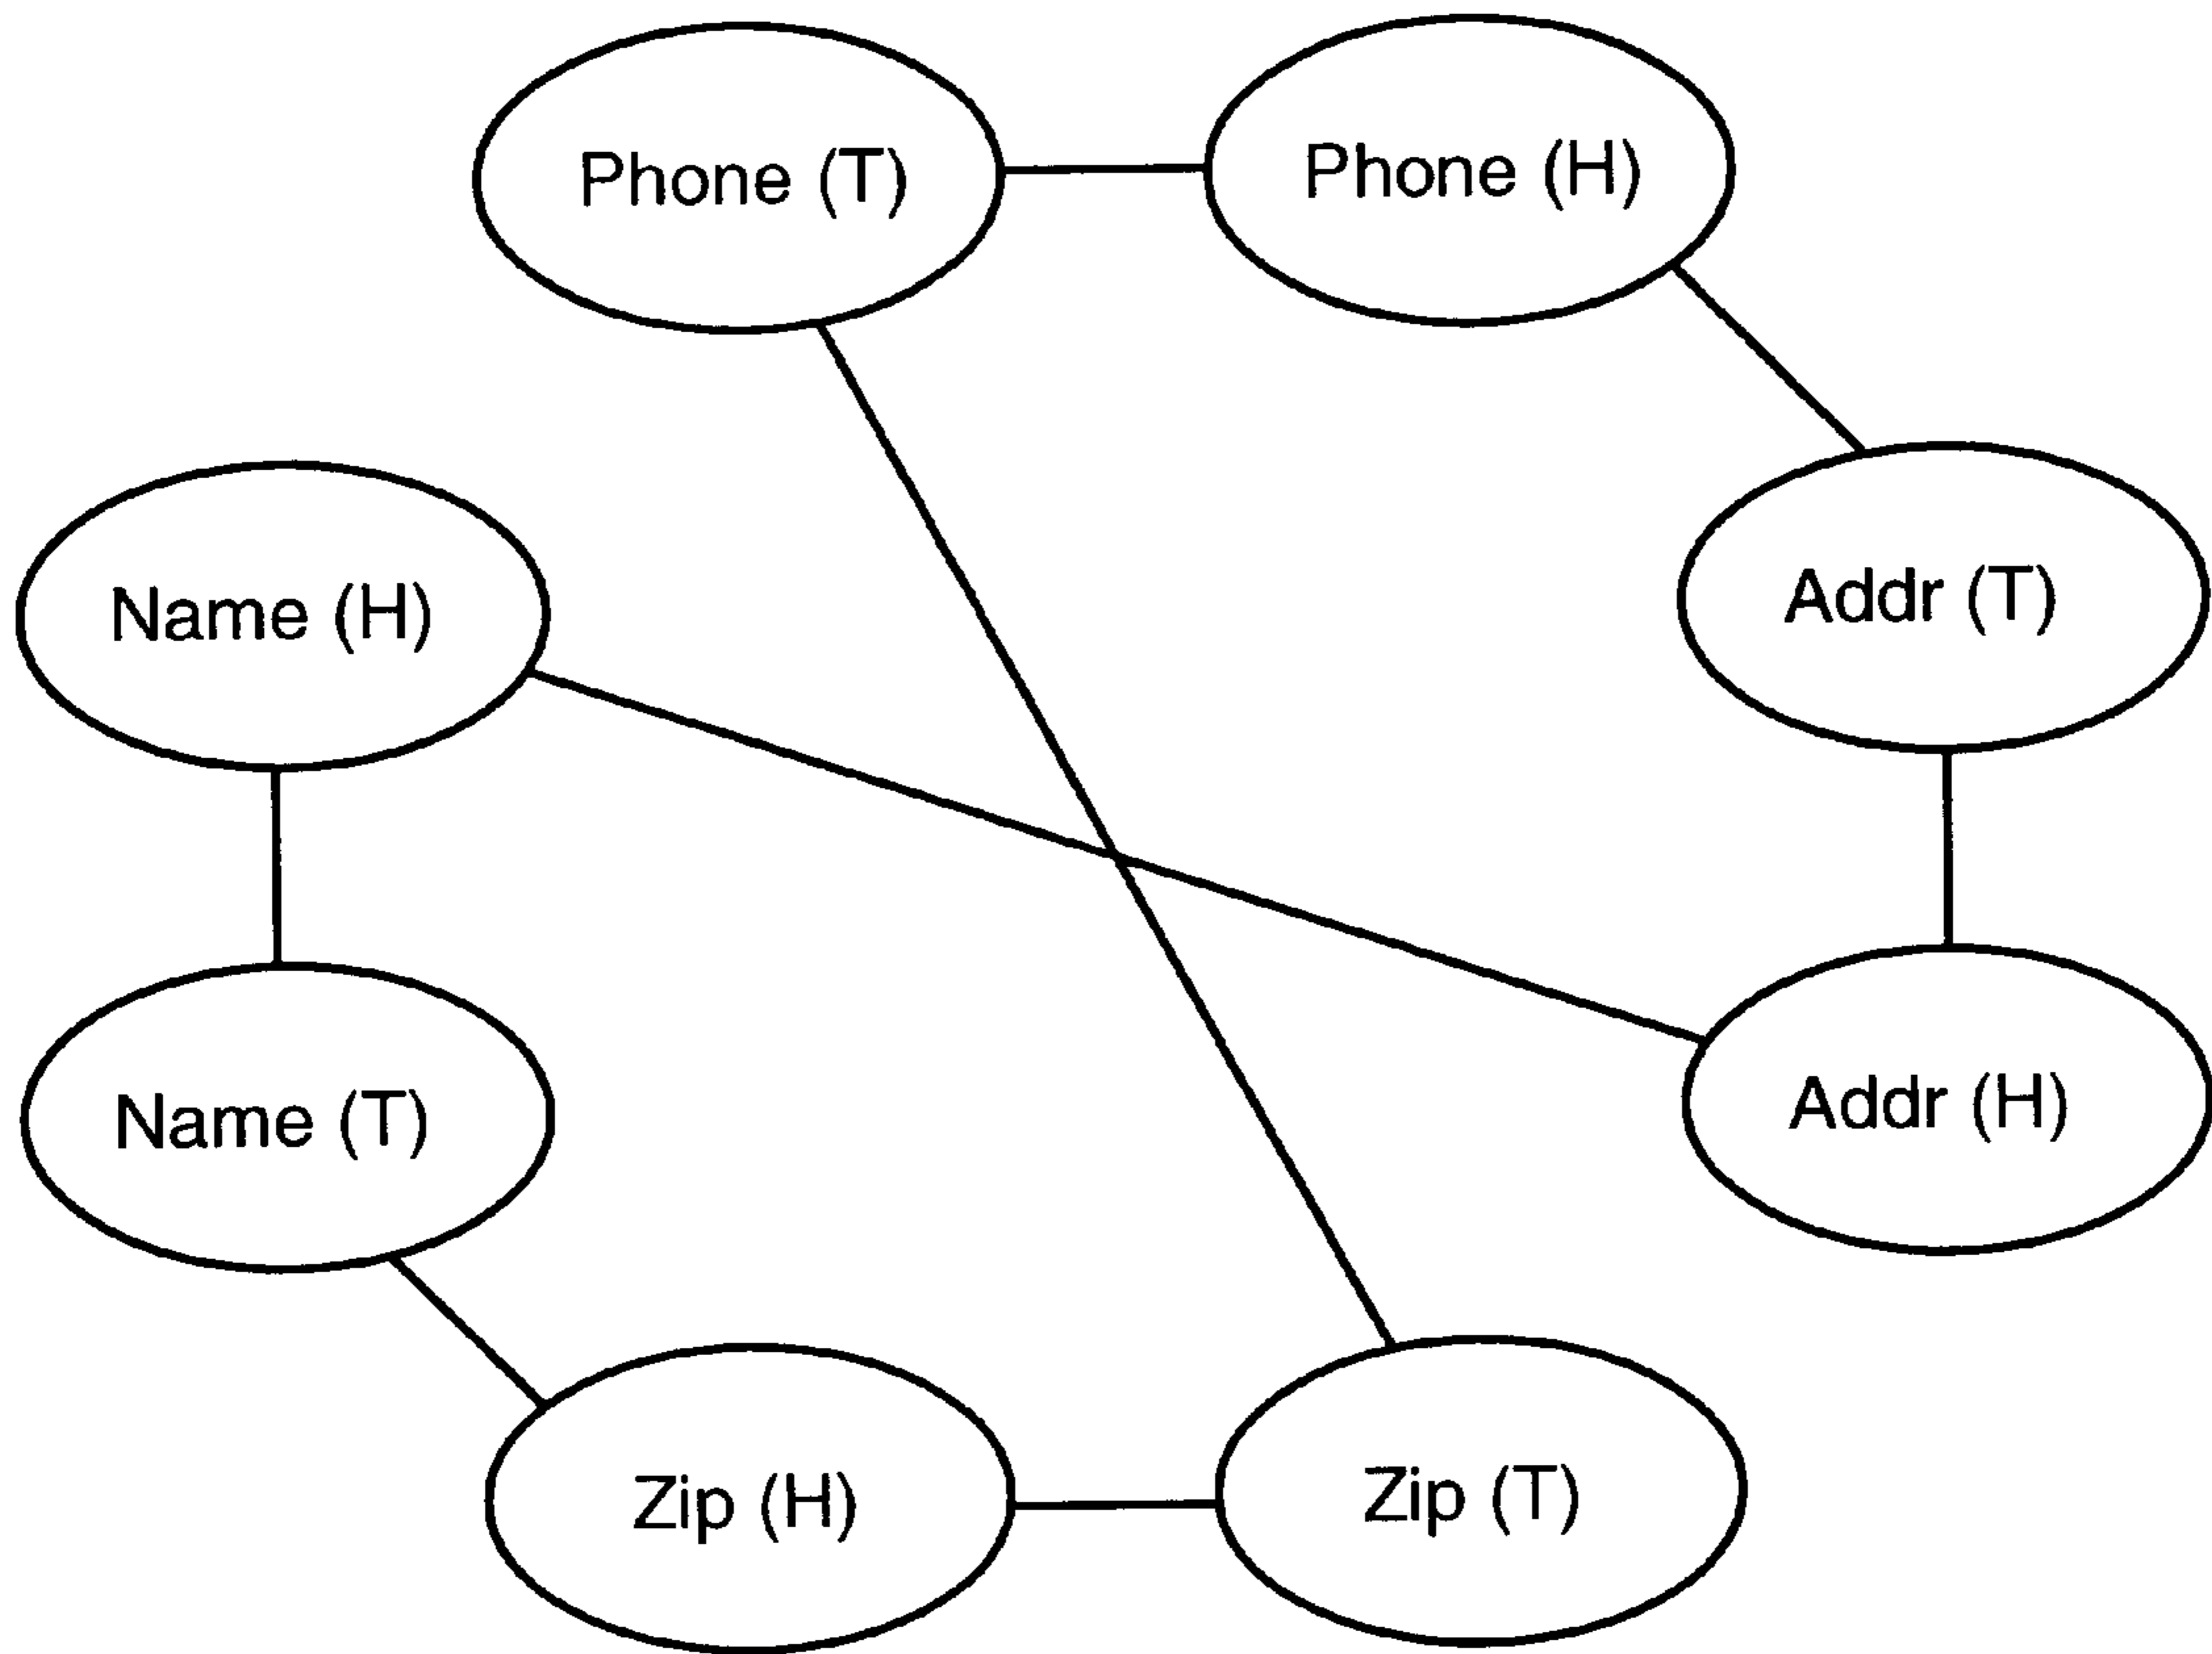 Phone (T)
Phone (H)
Name (H)
Addr (T)
Name (T)
Addr (H)
Zip (H)
Zip (T)